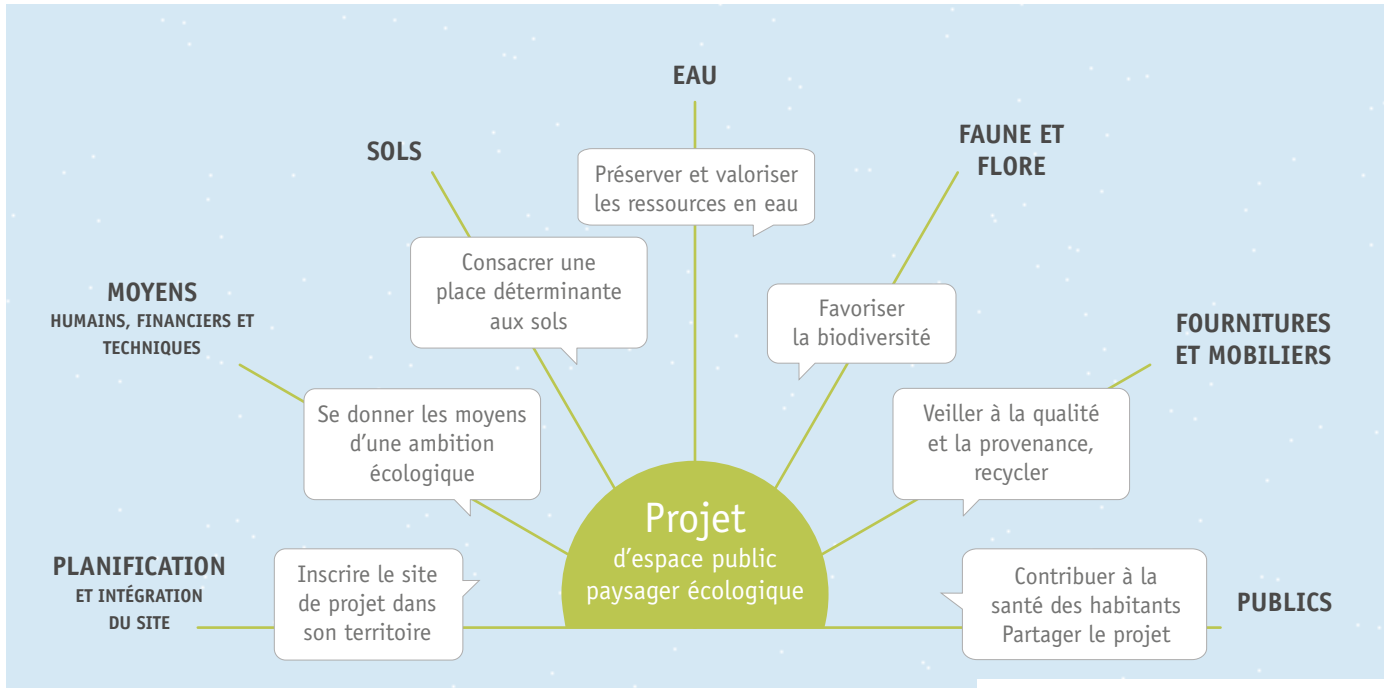 EAU
Préserver et valoriser
les ressources en eau
SOLS
Consacrer une
place déterminante
aux sols
FAUNE ET
FLORE
Favoriser
la biodiversité
MOYENS
HUMAINS, FINANCIERS ET
TECHNIQUES
Se donner les moyens
d'une ambition
écologique
FOURNITURES
ET MOBILIERS
Veiller à la qualité
et la provenance,
recycler
PLANIFICATION
ET INTÉGRATION
DU SITE
Inscrire le site
de projet dans
son territoire
Projet
d'espace public
paysager écologique
Contribuer à la
santé des habitants
Partager le projet
PUBLICS